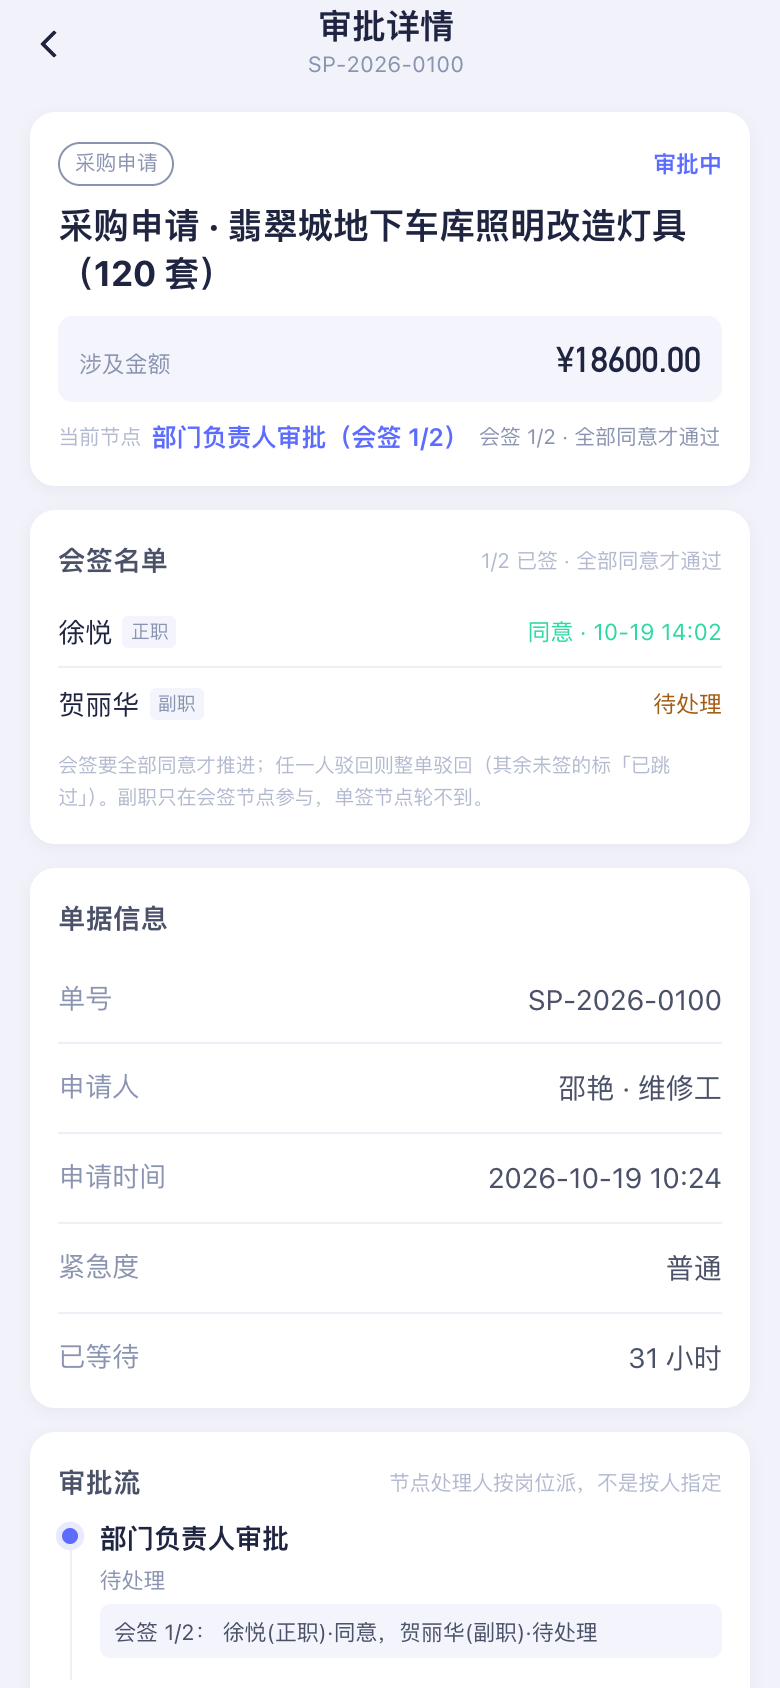 审批详情
SP-2026-0100
采购申请
审批中
采购申请 · 翡翠城地下车库照明改造灯具
（120 套）
涉及金额
¥18600.00
当前节点 部门负责人审批（会签 1/2） 会签 1/2 · 全部同意才通过
会签名单
1/2 已签 · 全部同意才通过
徐悦 正职
同意 · 10-19 14:02
贺丽华 副职
待处理
会签要全部同意才推进；任一人驳回则整单驳回（其余未签的标「已跳
过」）。副职只在会签节点参与，单签节点轮不到。
单据信息
单号
SP-2026-0100
申请人
邵艳 · 维修工
申请时间
2026-10-19 10:24
紧急度
普通
已等待
31 小时
审批流
节点处理人按岗位派，不是按人指定
部门负责人审批
待处理
会签 1/2： 徐悦(正职)·同意，贺丽华(副职)·待处理